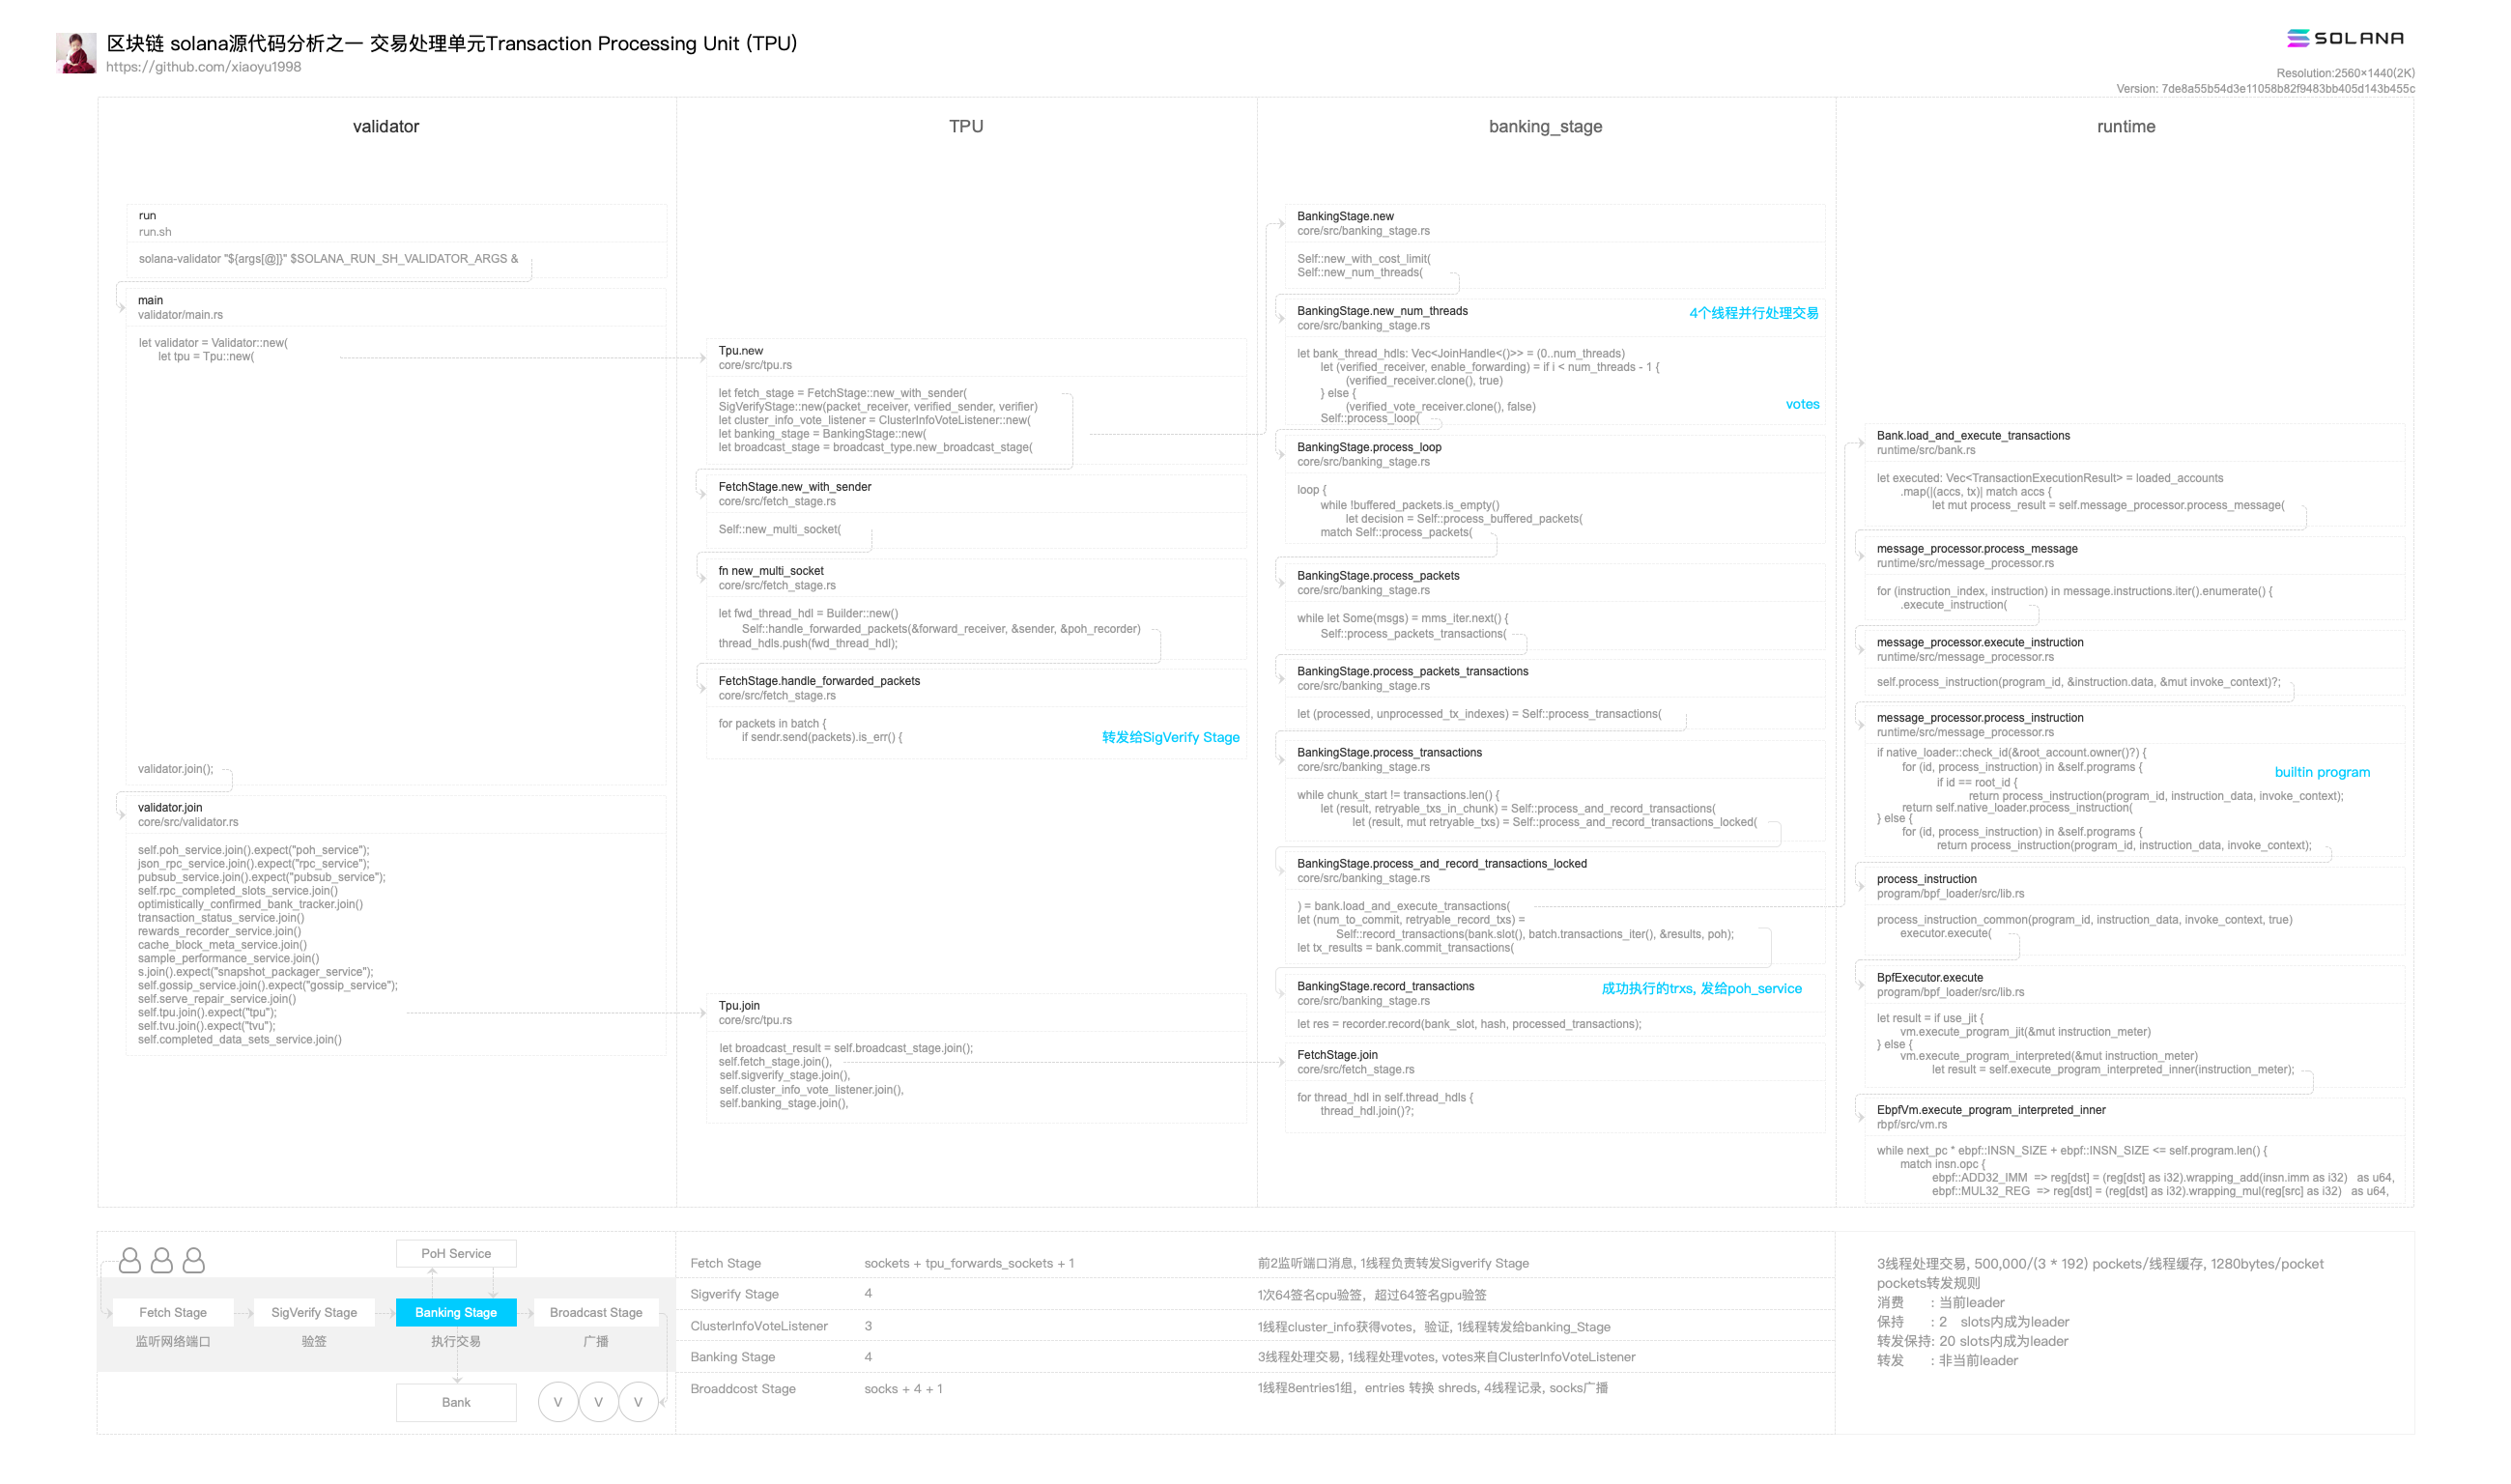 区块链 solana源代码分析之一 交易处理单元Transaction Processing Unit (TPU)
https://github.com/xiaoyu1998
SOLANA
Resolution:2560×1440(2K)
Version: 7de8a55b54d3e11058b82f9483bb405d143b455c
validator
run
run.sh
solana-validator "${args[@]}" $SOLANA_RUN_SH_VALIDATOR_ARGS &
main
validator/main.rs
let validator = Validator::new(
let tpu = Tpu::new(
validator.join();
validator.join
core/src/validator.rs
self.poh_service.join().expect("poh_service");
json_rpc_service.join().expect("rpc_service");
pubsub_service.join().expect("pubsub_service");
self.rpc_completed_slots_service.join()
optimistically_confirmed_bank_tracker.join()
transaction_status_service.join()
rewards_recorder_service.join()
cache_block_meta_service.join()
sample_performance_service.join()
s.join().expect("snapshot_packager_service");
self.gossip_service.join().expect("gossip_service");
self.serve_repair_service.join()
self.tpu.join().expect("tpu");
self.tvu.join().expect("tvu");
self.completed_data_sets_service.join()
TPU
Tpu.new
core/src/tpu.rs
let fetch_stage = FetchStage::new_with_sender(
SigVerifyStage::new(packet_receiver, verified_sender, verifier)
let cluster_info_vote_listener = ClusterInfoVoteListener::new(
let banking_stage = BankingStage::new(
let broadcast_stage = broadcast_type.new_broadcast_stage(
FetchStage.new_with_sender
core/src/fetch_stage.rs
Self::new_multi_socket(
fn new_multi_socket
core/src/fetch_stage.rs
let fwd_thread_hdl = Builder::new()
Self::handle_forwarded_packets(&forward_receiver, &sender, &poh_recorder)
thread_hdls.push(fwd_thread_hdl);
FetchStage.handle_forwarded_packets
core/src/fetch_stage.rs
for packets in batch {
if sendr.send(packets).is_err() {
转发给SigVerify Stage
Tpu.join
core/src/tpu.rs
let broadcast_result = self.broadcast_stage.join();
self.fetch_stage.join(),
self.sigverify_stage.join(),
self.cluster_info_vote_listener.join(),
self.banking_stage.join(),
banking_stage
BankingStage.new
core/src/banking_stage.rs
Self::new_with_cost_limit(
Self::new_num_threads(
BankingStage.new_num_threads
4个线程并行处理交易
core/src/banking_stage.rs
let bank_thread_hdls: Vec<JoinHandle<()>> = (0..num_threads)
let (verified_receiver, enable_forwarding) = if i < num_threads - 1 {
(verified_receiver.clone(), true)
} else {
(verified_vote_receiver.clone(), false)
votes
Self::process_loop(
BankingStage.process_loop
core/src/banking_stage.rs
loop {
while !buffered_packets.is_empty()
let decision = Self::process_buffered_packets(
match Self::process_packets(
BankingStage.process_packets
core/src/banking_stage.rs
while let Some(msgs) = mms_iter.next() {
Self::process_packets_transactions(
BankingStage.process_packets_transactions
core/src/banking_stage.rs
let (processed, unprocessed_tx_indexes) = Self::process_transactions(
BankingStage.process_transactions
core/src/banking_stage.rs
while chunk_start != transactions.len() {
let (result, retryable_txs_in_chunk) = Self::process_and_record_transactions(
let (result, mut retryable_txs) = Self::process_and_record_transactions_locked(
BankingStage.process_and_record_transactions_locked
core/src/banking_stage.rs
) = bank.load_and_execute_transactions(
let (num_to_commit, retryable_record_txs) =
Self::record_transactions(bank.slot(), batch.transactions_iter(), &results, poh);
let tx_results = bank.commit_transactions(
BankingStage.record_transactions
成功执行的trxs, 发给poh_service
core/src/banking_stage.rs
let res = recorder.record(bank_slot, hash, processed_transactions);
FetchStage.join
core/src/fetch_stage.rs
for thread_hdl in self.thread_hdls {
thread_hdl.join()?;
runtime
Bank.load_and_execute_transactions
runtime/src/bank.rs
let executed: Vec<TransactionExecutionResult> = loaded_accounts
.map(|(accs, tx)| match accs {
let mut process_result = self.message_processor.process_message(
message_processor.process_message
runtime/src/message_processor.rs
for (instruction_index, instruction) in message.instructions.iter().enumerate() {
.execute_instruction(
message_processor.execute_instruction
runtime/src/message_processor.rs
self.process_instruction(program_id, &instruction.data, &mut invoke_context)?;
message_processor.process_instruction
runtime/src/message_processor.rs
if native_loader::check_id(&root_account.owner()?) {
for (id, process_instruction) in &self.programs {
builtin program
if id == root_id {
return process_instruction(program_id, instruction_data, invoke_context);
return self.native_loader.process_instruction(
} else {
for (id, process_instruction) in &self.programs {
return process_instruction(program_id, instruction_data, invoke_context);
process_instruction
program/bpf_loader/src/lib.rs
process_instruction_common(program_id, instruction_data, invoke_context, true)
executor.execute(
BpfExecutor.execute
program/bpf_loader/src/lib.rs
let result = if use_jit {
vm.execute_program_jit(&mut instruction_meter)
} else {
vm.execute_program_interpreted(&mut instruction_meter)
let result = self.execute_program_interpreted_inner(instruction_meter);
EbpfVm.execute_program_interpreted_inner
rbpf/src/vm.rs
while next_pc * ebpf::INSN_SIZE + ebpf::INSN_SIZE <= self.program.len() {
match insn.opc {
ebpf::ADD32_IMM => reg[dst] = (reg[dst] as i32).wrapping_add(insn.imm as i32) as u64,
ebpf::MUL32_REG => reg[dst] = (reg[dst] as i32).wrapping_mul(reg[src] as i32) as u64,
PoH Service
Fetch Stage
SigVerify Stage
Banking Stage
Broadcast Stage
监听网络端口
验签
执行交易
广播
Bank
V V V
Fetch Stage sockets + tpu_forwards_sockets + 1 前2监听端口消息, 1线程负责转发Sigverify Stage
Sigverify Stage 4 1次64签名cpu验签，超过64签名gpu验签
ClusterInfoVoteListener 3 1线程cluster_info获得votes，验证, 1线程转发给banking_Stage
Banking Stage 4 3线程处理交易, 1线程处理votes, votes来自ClusterInfoVoteListener
Broaddcost Stage socks + 4 + 1 1线程8entries1组，entries 转换 shreds, 4线程记录, socks广播
3线程处理交易, 500,000/(3 * 192) pockets/线程缓存, 1280bytes/pocket
pockets转发规则
消费 : 当前leader
保持 : 2 slots内成为leader
转发保持: 20 slots内成为leader
转发 : 非当前leader